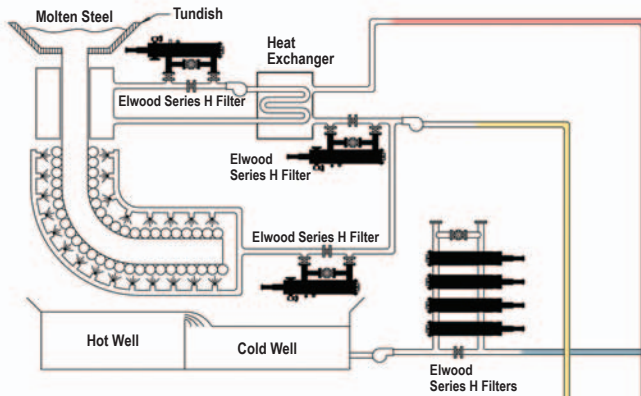 Molten Steel
Tundish
Heat
Exchanger
Elwood Series H Filter
Elwood
Series H Filter
Elwood Series H Filter
Hot Well
Cold Well
Elwood
Series H Filters